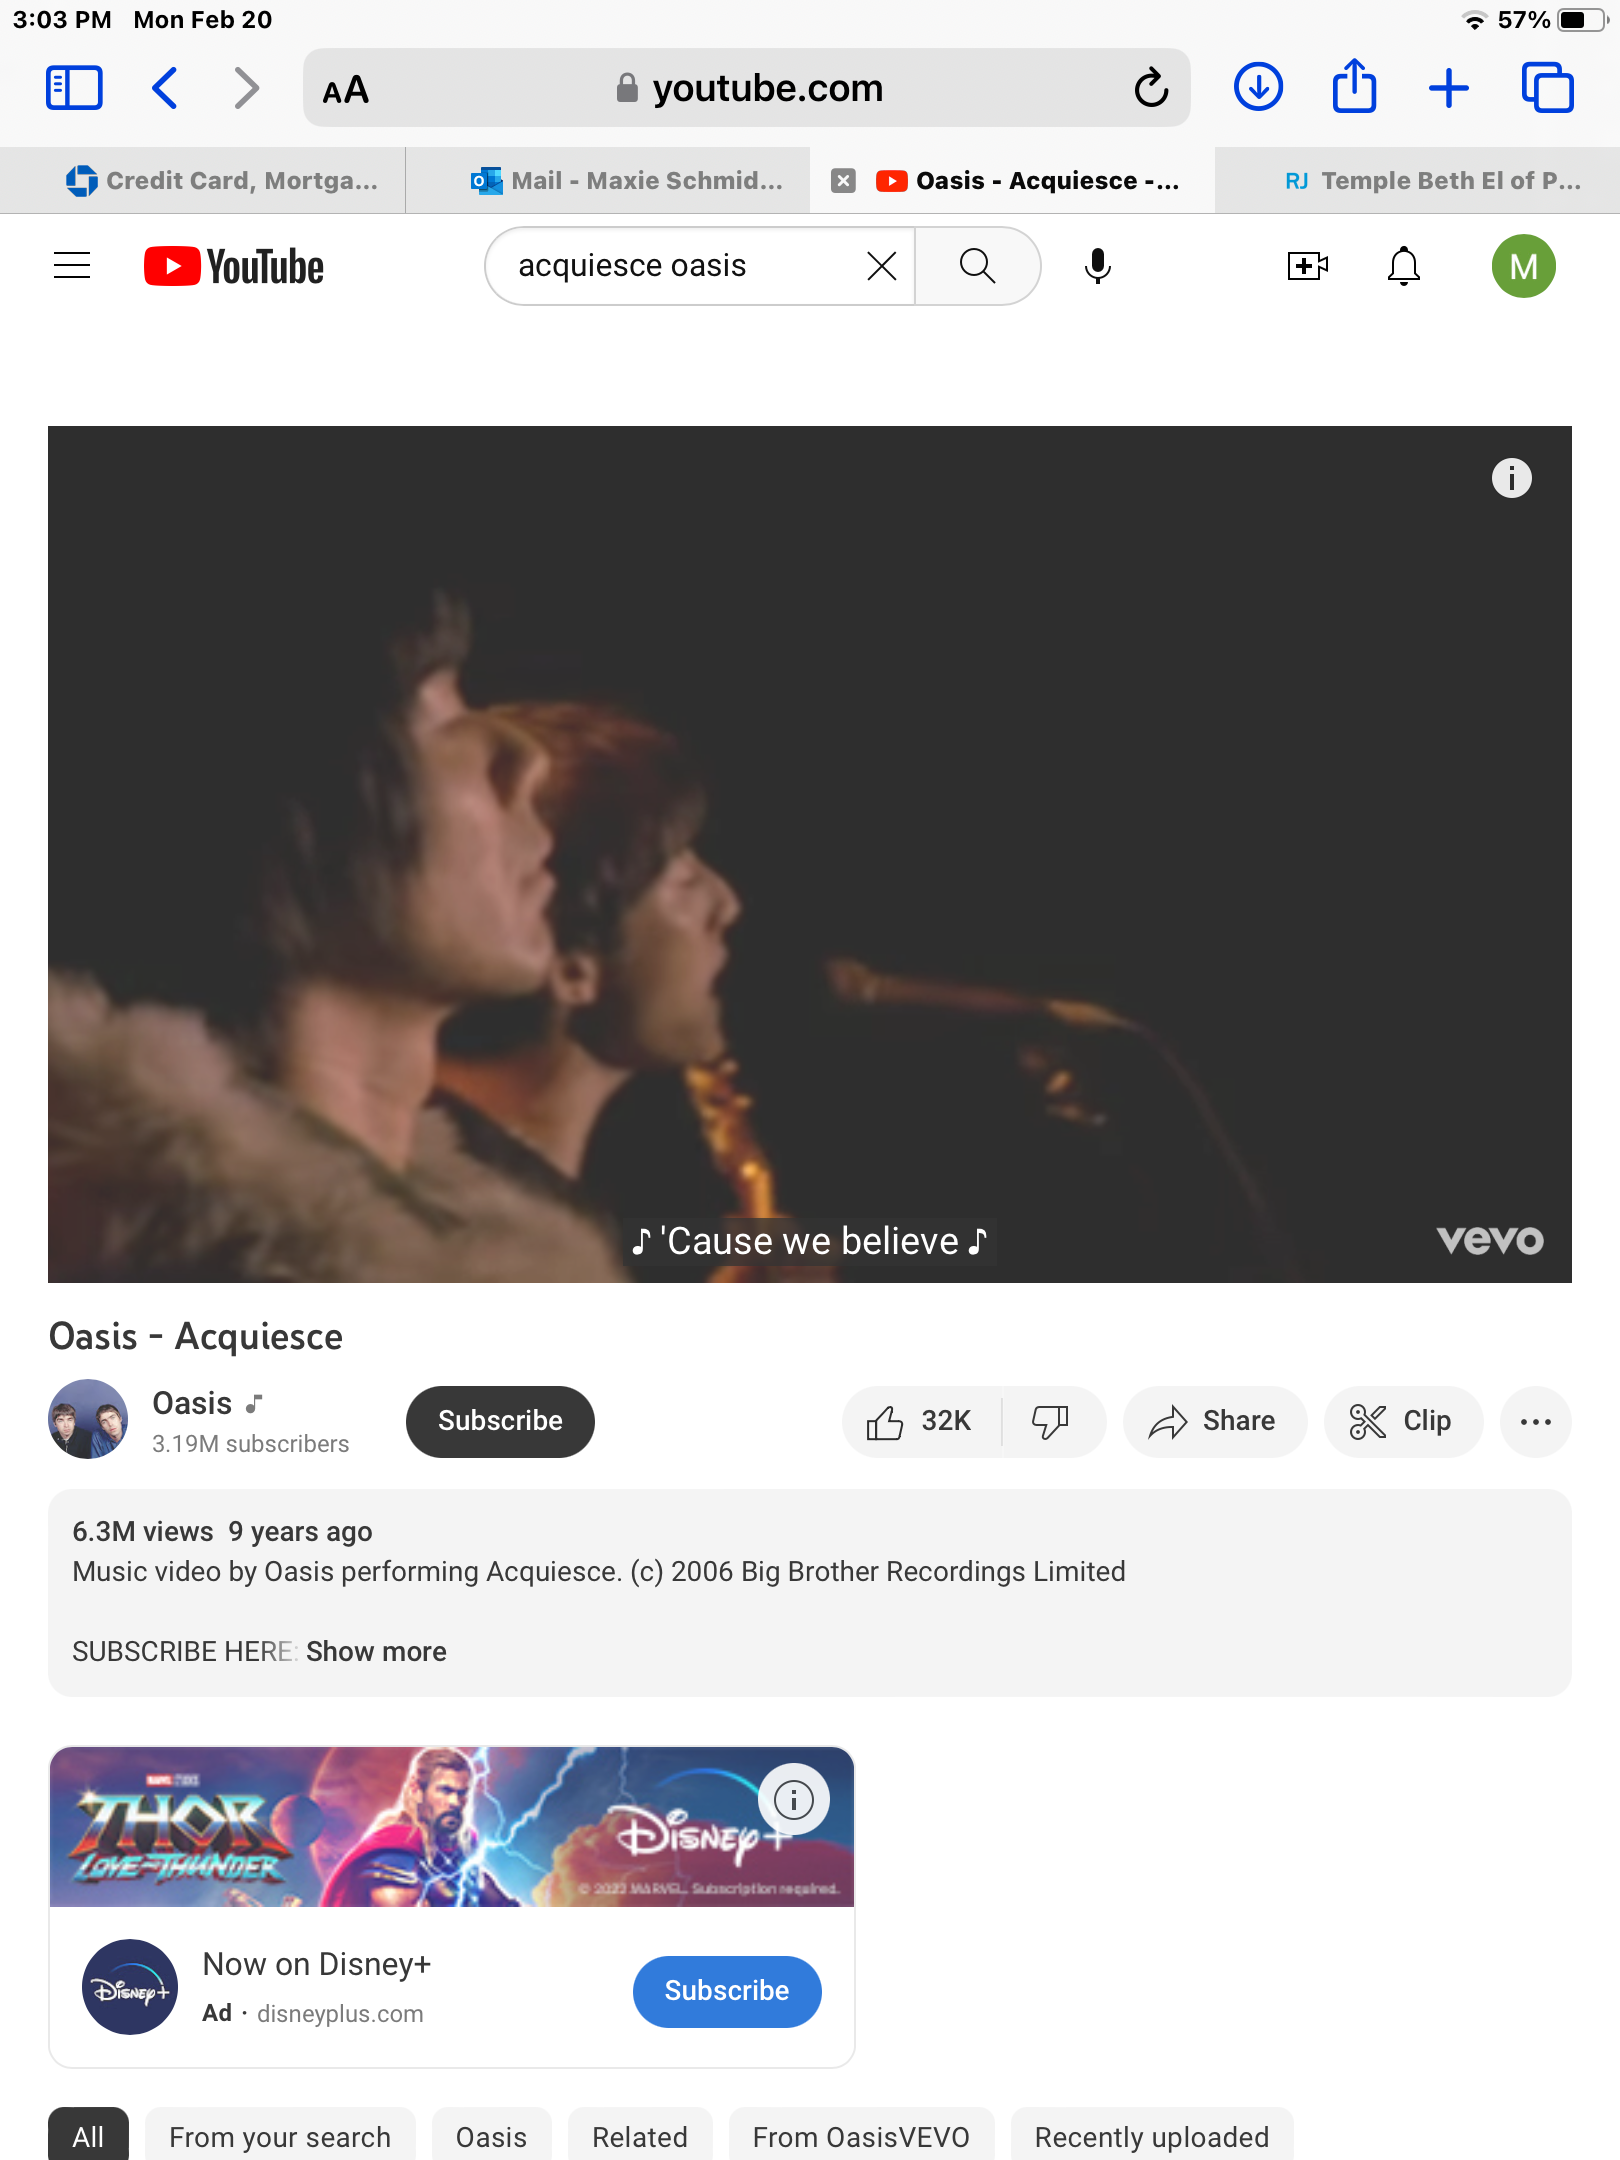 3:03 PM Mon Feb 20 57%
AA youtube.com
Credit Card, Mortga... Mail - Maxie Schmid... Oasis - Acquiesce -... RJ Temple Beth El of P...
YouTube acquiesce oasis M
♪ 'Cause we believe ♪
vevo
Oasis - Acquiesce
Oasis
3.19M subscribers
Subscribe 32K Share Clip
6.3M views 9 years ago
Music video by Oasis performing Acquiesce. (c) 2006 Big Brother Recordings Limited
SUBSCRIBE HERE: Show more
MARVEL STUDIOS
THOR
LOVE AND THUNDER
DISNEY+
© 2022 MARVEL. Subscription required.
Disney+
Now on Disney+
Ad · disneyplus.com
Subscribe
All From your search Oasis Related From OasisVEVO Recently uploaded